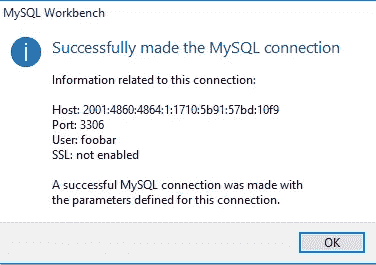 MySQL Workbench
Successfully made the MySQL connection
Information related to this connection:
Host: 2001:4860:4864:1:1710:5b91:57bd:10f9
Port: 3306
User: foobar
SSL: not enabled
A successful MySQL connection was made with
the parameters defined for this connection.
OK